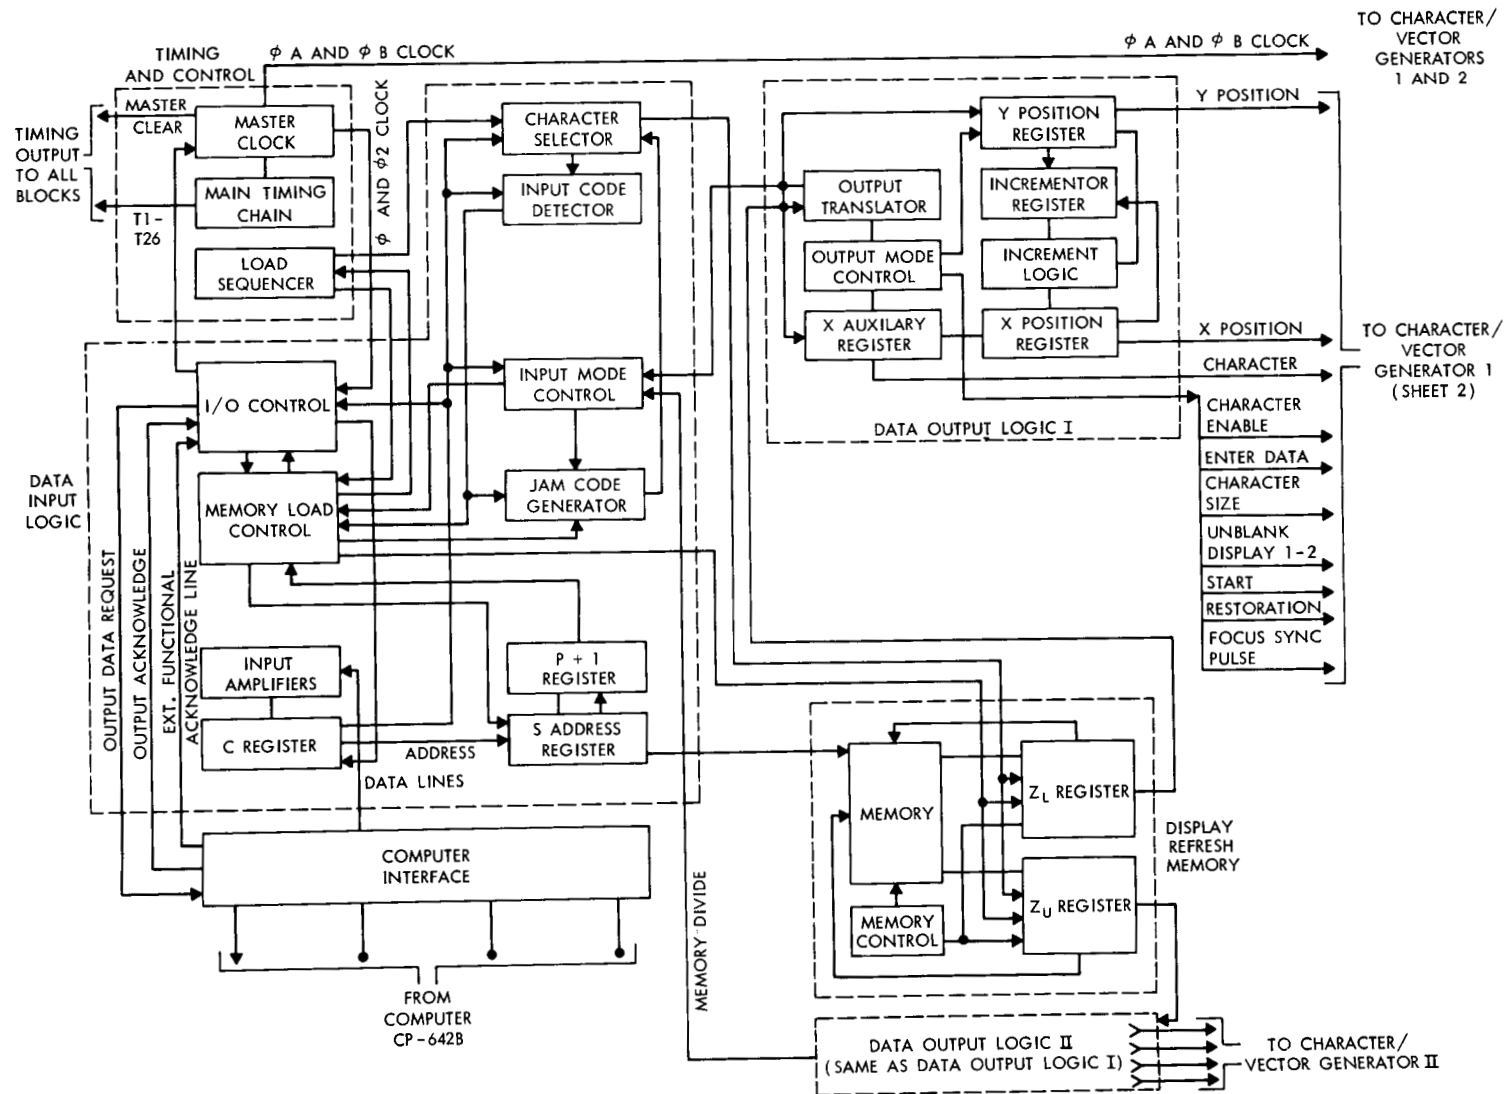 TO CHARACTER/
VECTOR
GENERATORS
1 AND 2
TIMING
AND CONTROL
φ A AND φ B CLOCK
φ A AND φ B CLOCK
MASTER
CLEAR
TIMING
OUTPUT
TO ALL
BLOCKS
T1-
T26
MASTER
CLOCK
MAIN TIMING
CHAIN
LOAD
SEQUENCER
φ AND φ2 CLOCK
CHARACTER
SELECTOR
INPUT CODE
DETECTOR
OUTPUT
TRANSLATOR
OUTPUT MODE
CONTROL
X AUXILARY
REGISTER
Y POSITION
REGISTER
INCREMENTOR
REGISTER
INCREMENT
LOGIC
X POSITION
REGISTER
DATA OUTPUT LOGIC I
Y POSITION
X POSITION
CHARACTER
CHARACTER
ENABLE
ENTER DATA
CHARACTER
SIZE
UNBLANK
DISPLAY 1-2
START
RESTORATION
FOCUS SYNC
PULSE
TO CHARACTER/
VECTOR
GENERATOR 1
(SHEET 2)
DATA
INPUT
LOGIC
I/O CONTROL
MEMORY LOAD
CONTROL
INPUT MODE
CONTROL
JAM CODE
GENERATOR
OUTPUT DATA REQUEST
OUTPUT ACKNOWLEDGE
EXT. FUNCTIONAL
ACKNOWLEDGE LINE
INPUT
AMPLIFIERS
C REGISTER
P + 1
REGISTER
S ADDRESS
REGISTER
ADDRESS
DATA LINES
COMPUTER
INTERFACE
FROM
COMPUTER
CP-642B
MEMORY DIVIDE
MEMORY
MEMORY
CONTROL
ZL REGISTER
ZU REGISTER
DISPLAY
REFRESH
MEMORY
DATA OUTPUT LOGIC II
(SAME AS DATA OUTPUT LOGIC I)
TO CHARACTER/
VECTOR GENERATOR II